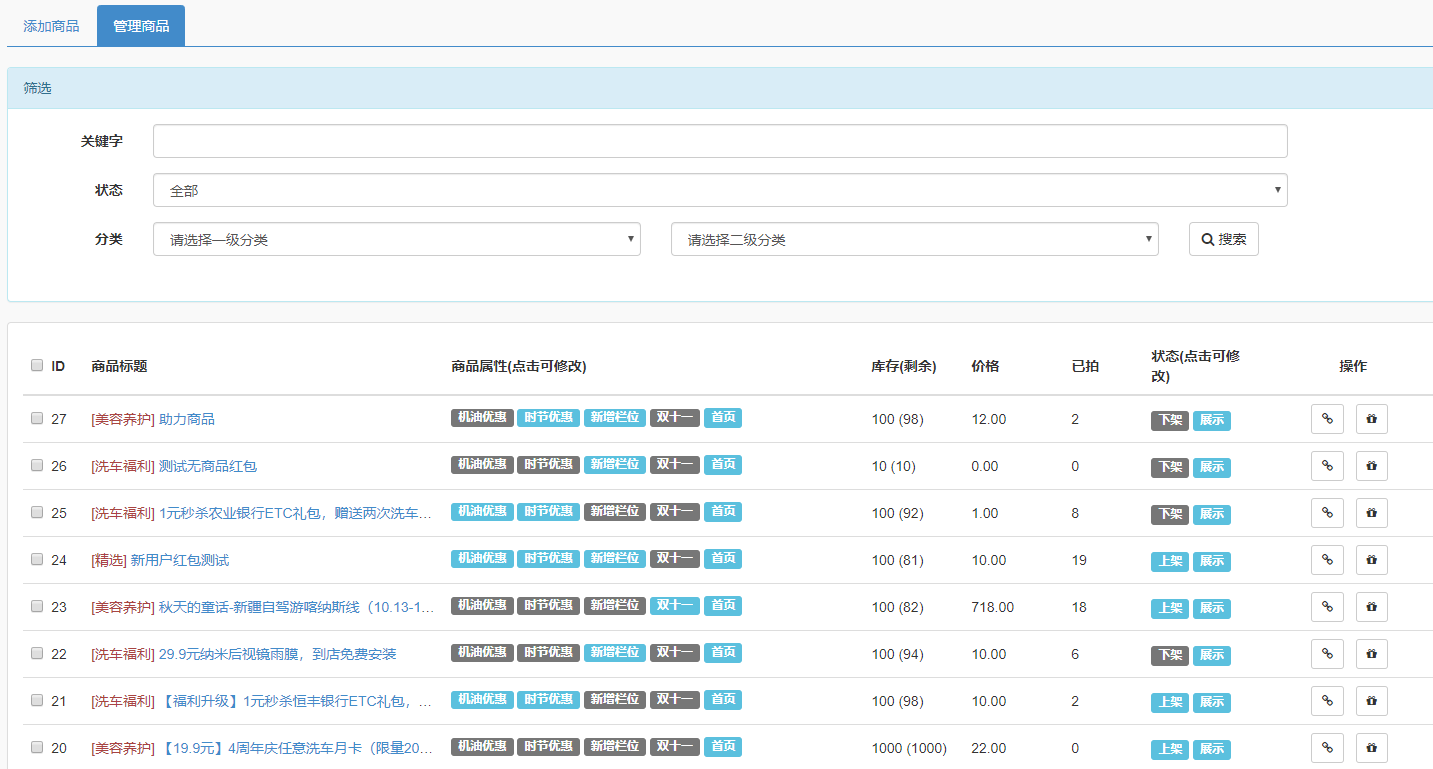 添加商品 管理商品
筛选
关键字
状态 全部
分类 请选择一级分类 请选择二级分类 搜索
ID 商品标题 商品属性(点击可修改) 库存(剩余) 价格 已拍 状态(点击可修改) 操作
27 [美容养护] 助力商品 机油优惠 时节优惠 新增栏位 双十一 首页 100 (98) 12.00 2 下架 展示
26 [洗车福利] 测试无商品红包 机油优惠 时节优惠 新增栏位 双十一 首页 10 (10) 0.00 0 下架 展示
25 [洗车福利] 1元秒杀农业银行ETC礼包，赠送两次洗车... 机油优惠 时节优惠 新增栏位 双十一 首页 100 (92) 1.00 8 下架 展示
24 [精选] 新用户红包测试 机油优惠 时节优惠 新增栏位 双十一 首页 100 (81) 10.00 19 上架 展示
23 [美容养护] 秋天的童话-新疆自驾游喀纳斯线（10.13-1... 机油优惠 时节优惠 新增栏位 双十一 首页 100 (82) 718.00 18 上架 展示
22 [洗车福利] 29.9元纳米后视镜雨膜，到店免费安装 机油优惠 时节优惠 新增栏位 双十一 首页 100 (94) 10.00 6 下架 展示
21 [洗车福利] 【福利升级】1元秒杀恒丰银行ETC礼包，... 机油优惠 时节优惠 新增栏位 双十一 首页 100 (98) 10.00 2 上架 展示
20 [美容养护] 【19.9元】4周年庆任意洗车月卡（限量20... 机油优惠 时节优惠 新增栏位 双十一 首页 1000 (1000) 22.00 0 上架 展示